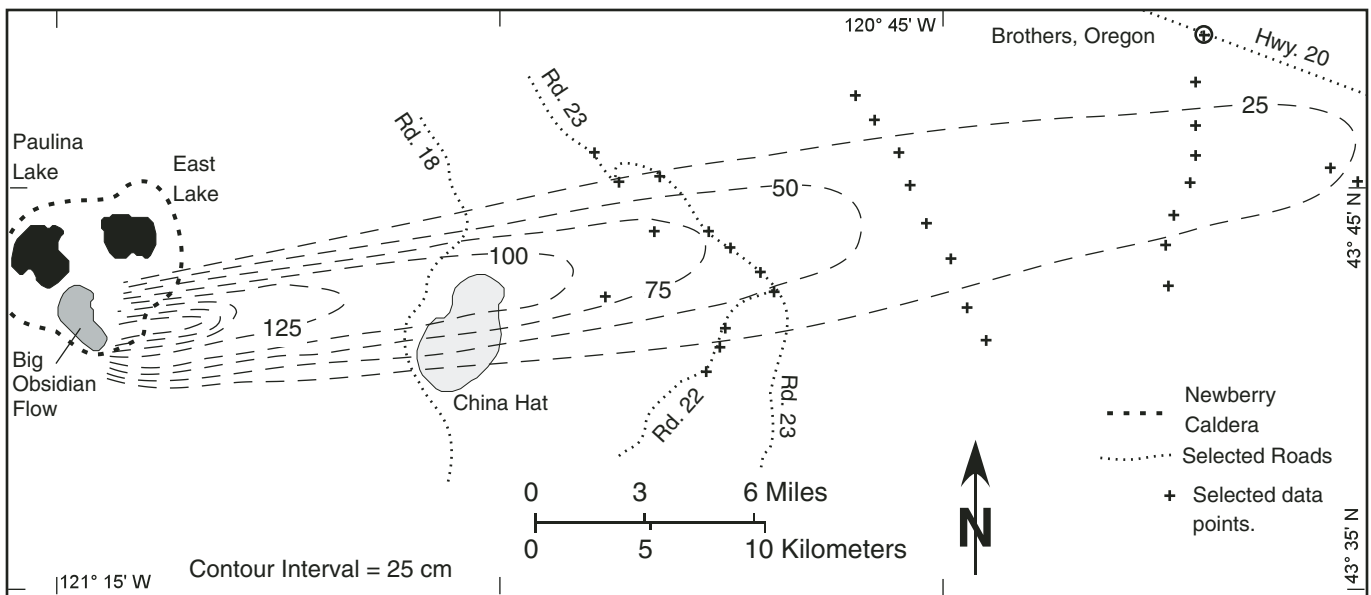 120° 45' W
Brothers, Oregon
Hwy. 20
Rd. 23
25
Rd. 18
Paulina
Lake
East
Lake
50
43° 45' N
100
75
125
Big
Obsidian
Flow
China Hat
Rd. 22
Rd. 23
Newberry
Caldera
Selected Roads
Selected data
points.
0 3 6 Miles
0 5 10 Kilometers
N
43° 35' N
Contour Interval = 25 cm
121° 15' W